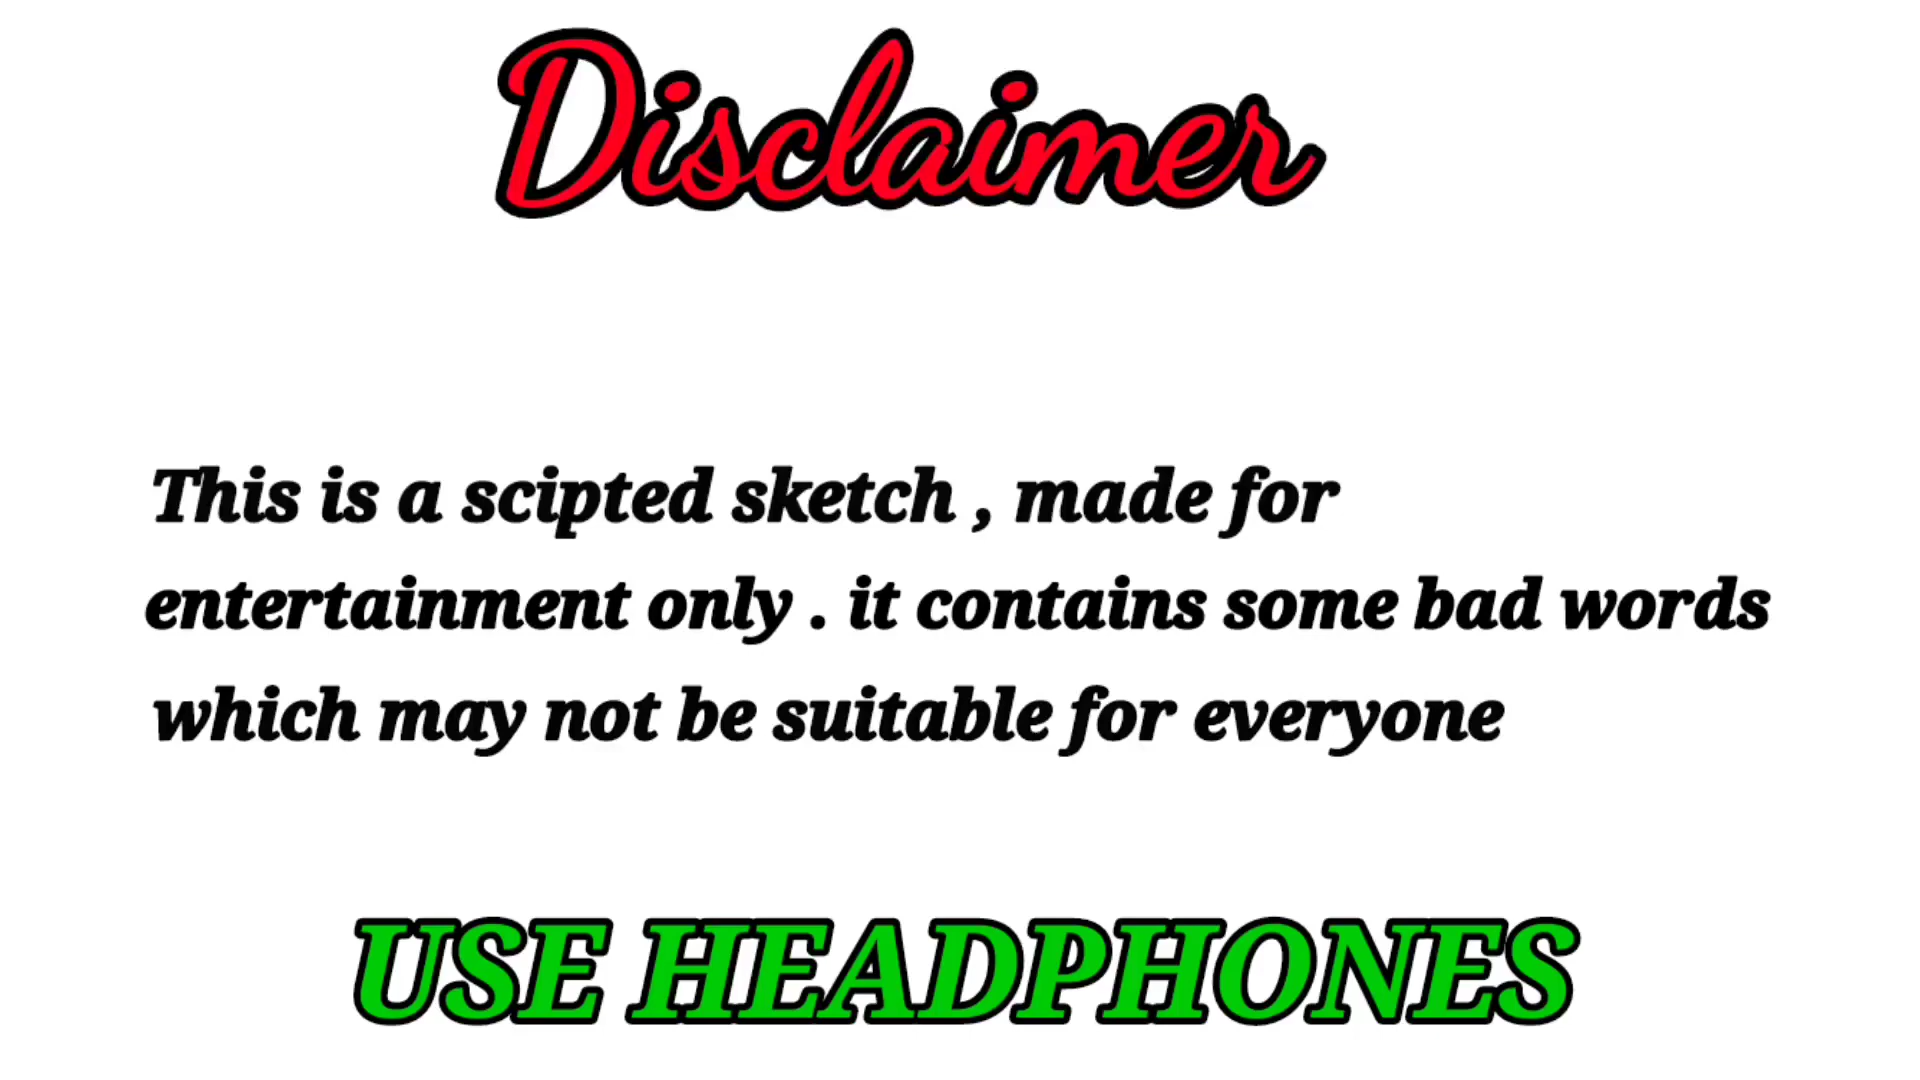 Disclaimer
This is a scipted sketch , made for
entertainment only . it contains some bad words
which may not be suitable for everyone
USE HEADPHONES